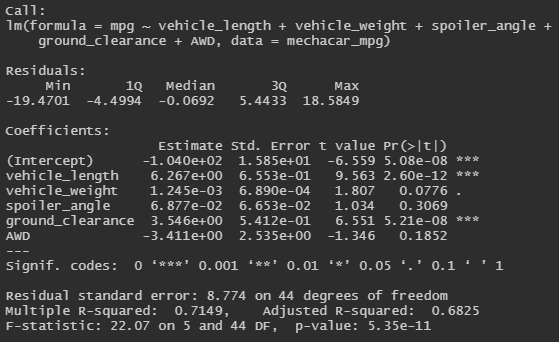 Call:
lm(formula = mpg ~ vehicle_length + vehicle_weight + spoiler_angle +
    ground_clearance + AWD, data = mechacar_mpg)

Residuals:
     Min       1Q   Median       3Q      Max
-19.4701  -4.4994  -0.0692   5.4433  18.5849

Coefficients:
                   Estimate Std. Error t value Pr(>|t|)
(Intercept)      -1.040e+02  1.585e+01  -6.559 5.08e-08 ***
vehicle_length    6.267e+00  6.553e-01   9.563 2.60e-12 ***
vehicle_weight    1.245e-03  6.890e-04   1.807   0.0776 .
spoiler_angle     6.877e-02  6.653e-02   1.034   0.3069
ground_clearance  3.546e+00  5.412e-01   6.551 5.21e-08 ***
AWD              -3.411e+00  2.535e+00  -1.346   0.1852
---
Signif. codes:  0 ‘***’ 0.001 ‘**’ 0.01 ‘*’ 0.05 ‘.’ 0.1 ‘ ’ 1

Residual standard error: 8.774 on 44 degrees of freedom
Multiple R-squared:  0.7149,    Adjusted R-squared:  0.6825
F-statistic: 22.07 on 5 and 44 DF,  p-value: 5.35e-11